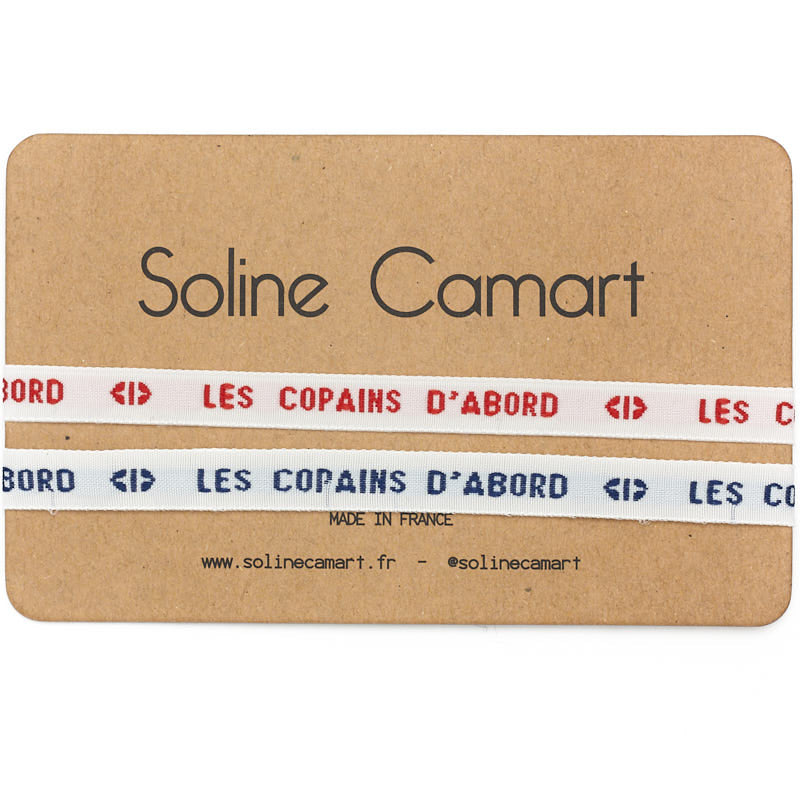 Soline Camart
BORD <I> LES COPAINS D'ABORD <I> LES C
BORD <I> LES COPAINS D'ABORD <I> LES CO
MADE IN FRANCE
www.solinecamart.fr - @solinecamart